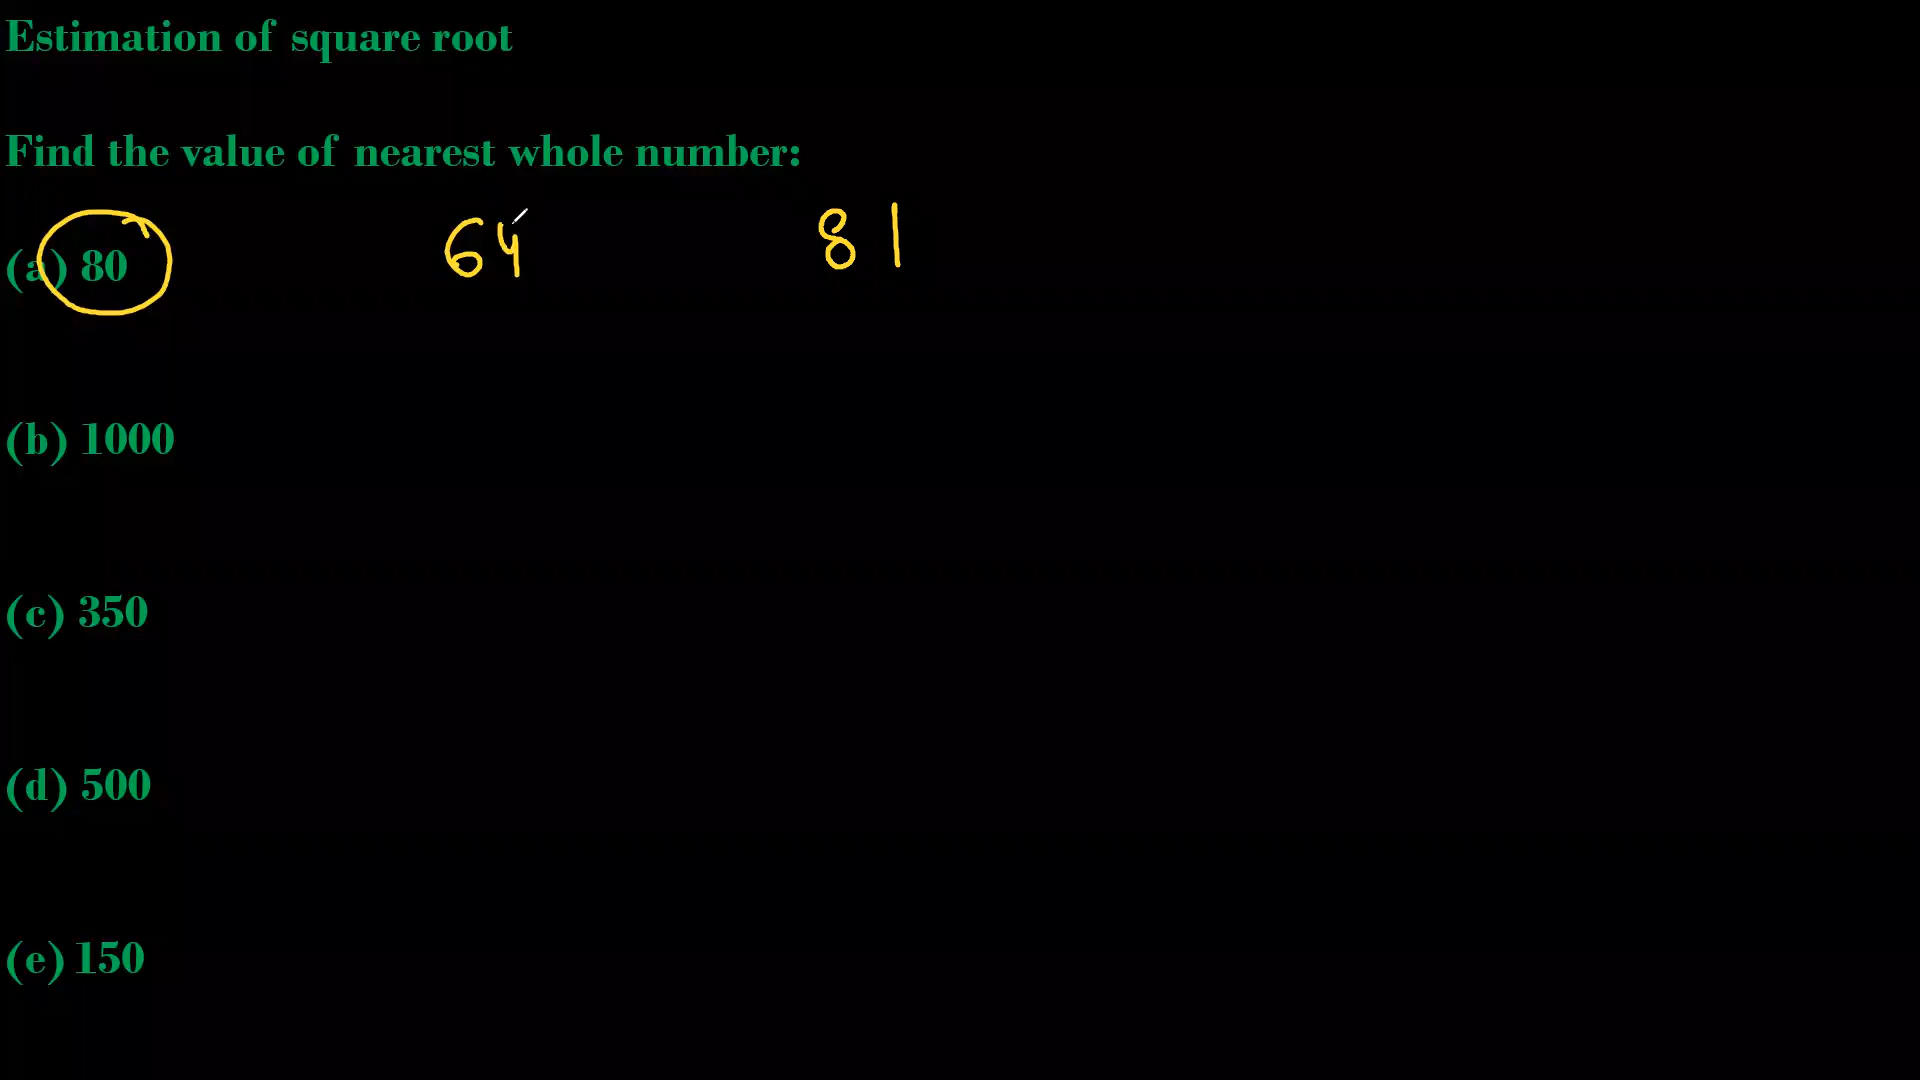 Estimation of square root
Find the value of nearest whole number:
(a) 80 64 81
(b) 1000
(c) 350
(d) 500
(e) 150